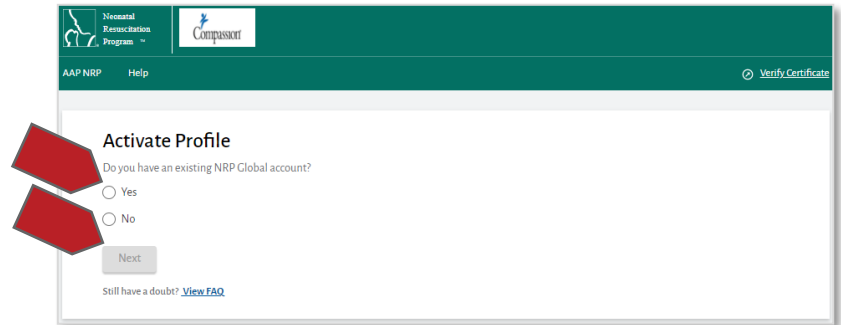 Neonatal
Resuscitation
Program ™
Compassion
AAP NRP Help Verify Certificate
Activate Profile
Do you have an existing NRP Global account?
Yes
No
Next
Still have a doubt? View FAQ